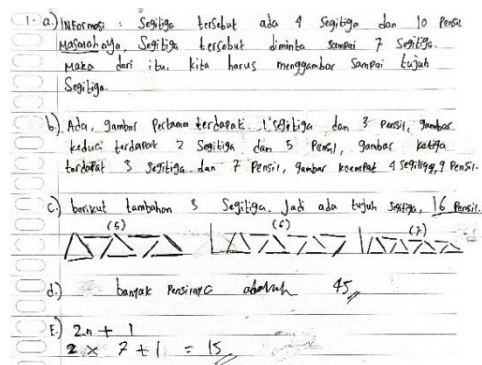 1. a.) INFormasi : Segitiga tersebut ada 4 Segitiga dan 10 Pensil
Masalahnya, Segitiga tersebut diminta sampai 7 Segitiga.
Maka dari itu, kita harus menggambar sampai tujuh
Segitiga.
b.) Ada, gambar Pertama terdapat 1 segitiga dan 3 Pensil, gambar
kedua terdapat 2 Segitiga dan 5 Pensil, gambar ketiga
terdapat 3 Segitiga dan 7 Pensil, gambar keempat 4 segitiga, 9 Pensil.
c.) berikut tambahan 3 Segitiga. Jadi ada tujuh Segitiga, 16 Pensil.
(5) (6) (7)
d.) banyak Pensilnya adalah 45
E.) 2n + 1
2 x 7 + 1 = 15